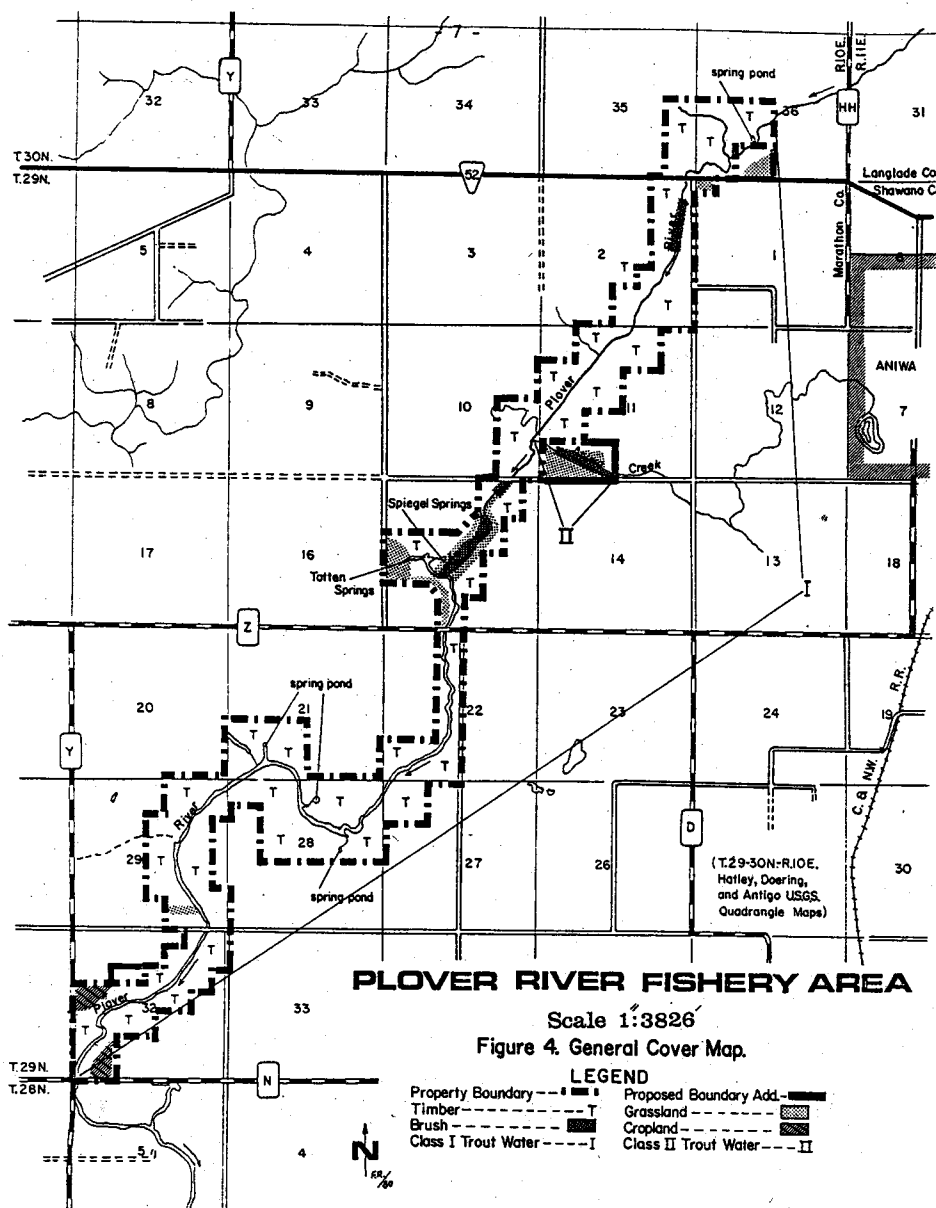 - 7 -
Y
R.10E.
R.11E.
spring pond
32
33
34
35
36
HH
31
T
T
T
T.30N.
T.29N.
52
Langlade Co.
Shawano C
T
River
Marathon Co.
5
4
3
2
1
6
T
T
T
ANIWA
Plover
T
T
8
9
10
11
12
7
T
T
Creek
Spiegel Springs
T
II
T
17
16
14
13
18
Totten
Springs
T
I
Z
T
20
spring pond
21
22
23
24
19
R.R.
T
T
T
Y
T
T
T
T
River
C. & NW.
D
T
28
T
29
T
27
26
30
(T.29-30N.-R.10E.
Hatley, Doering,
and Antigo U.S.G.S.
Quadrangle Maps)
spring pond
T
T
PLOVER RIVER FISHERY AREA
Plover
32
T
T
T
33
T
Scale 1":3826'
Figure 4. General Cover Map.
T.29N.
T.28N.
N
LEGEND
Property Boundary
Proposed Boundary Add.
Timber T
Grassland
Brush
Cropland
Class I Trout Water I
Class II Trout Water II
5
4
N